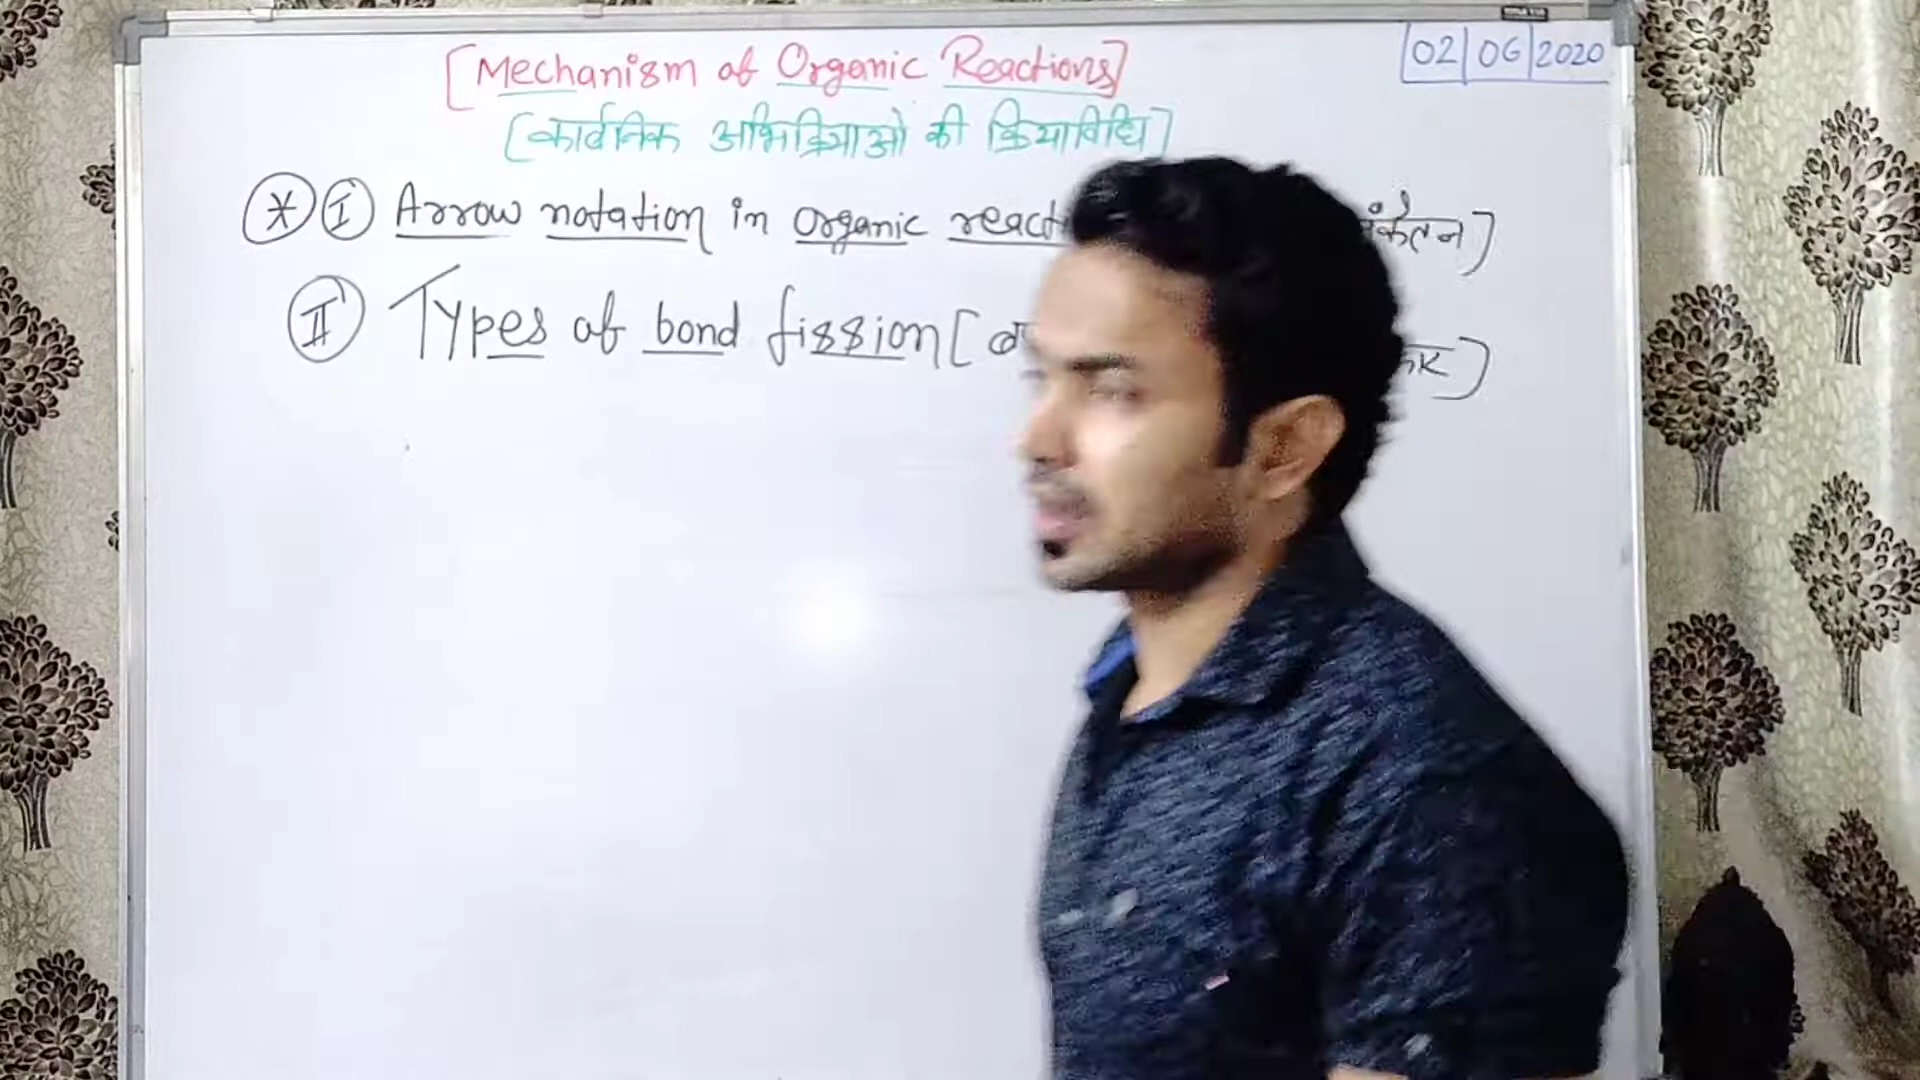 [Mechanism of Organic Reactions]
02|06|2020
[कार्बनिक अभिक्रियाओ की क्रियाविधि]
* I Arrow notation in organic react
संकेतन]
II Types of bond fission [
]